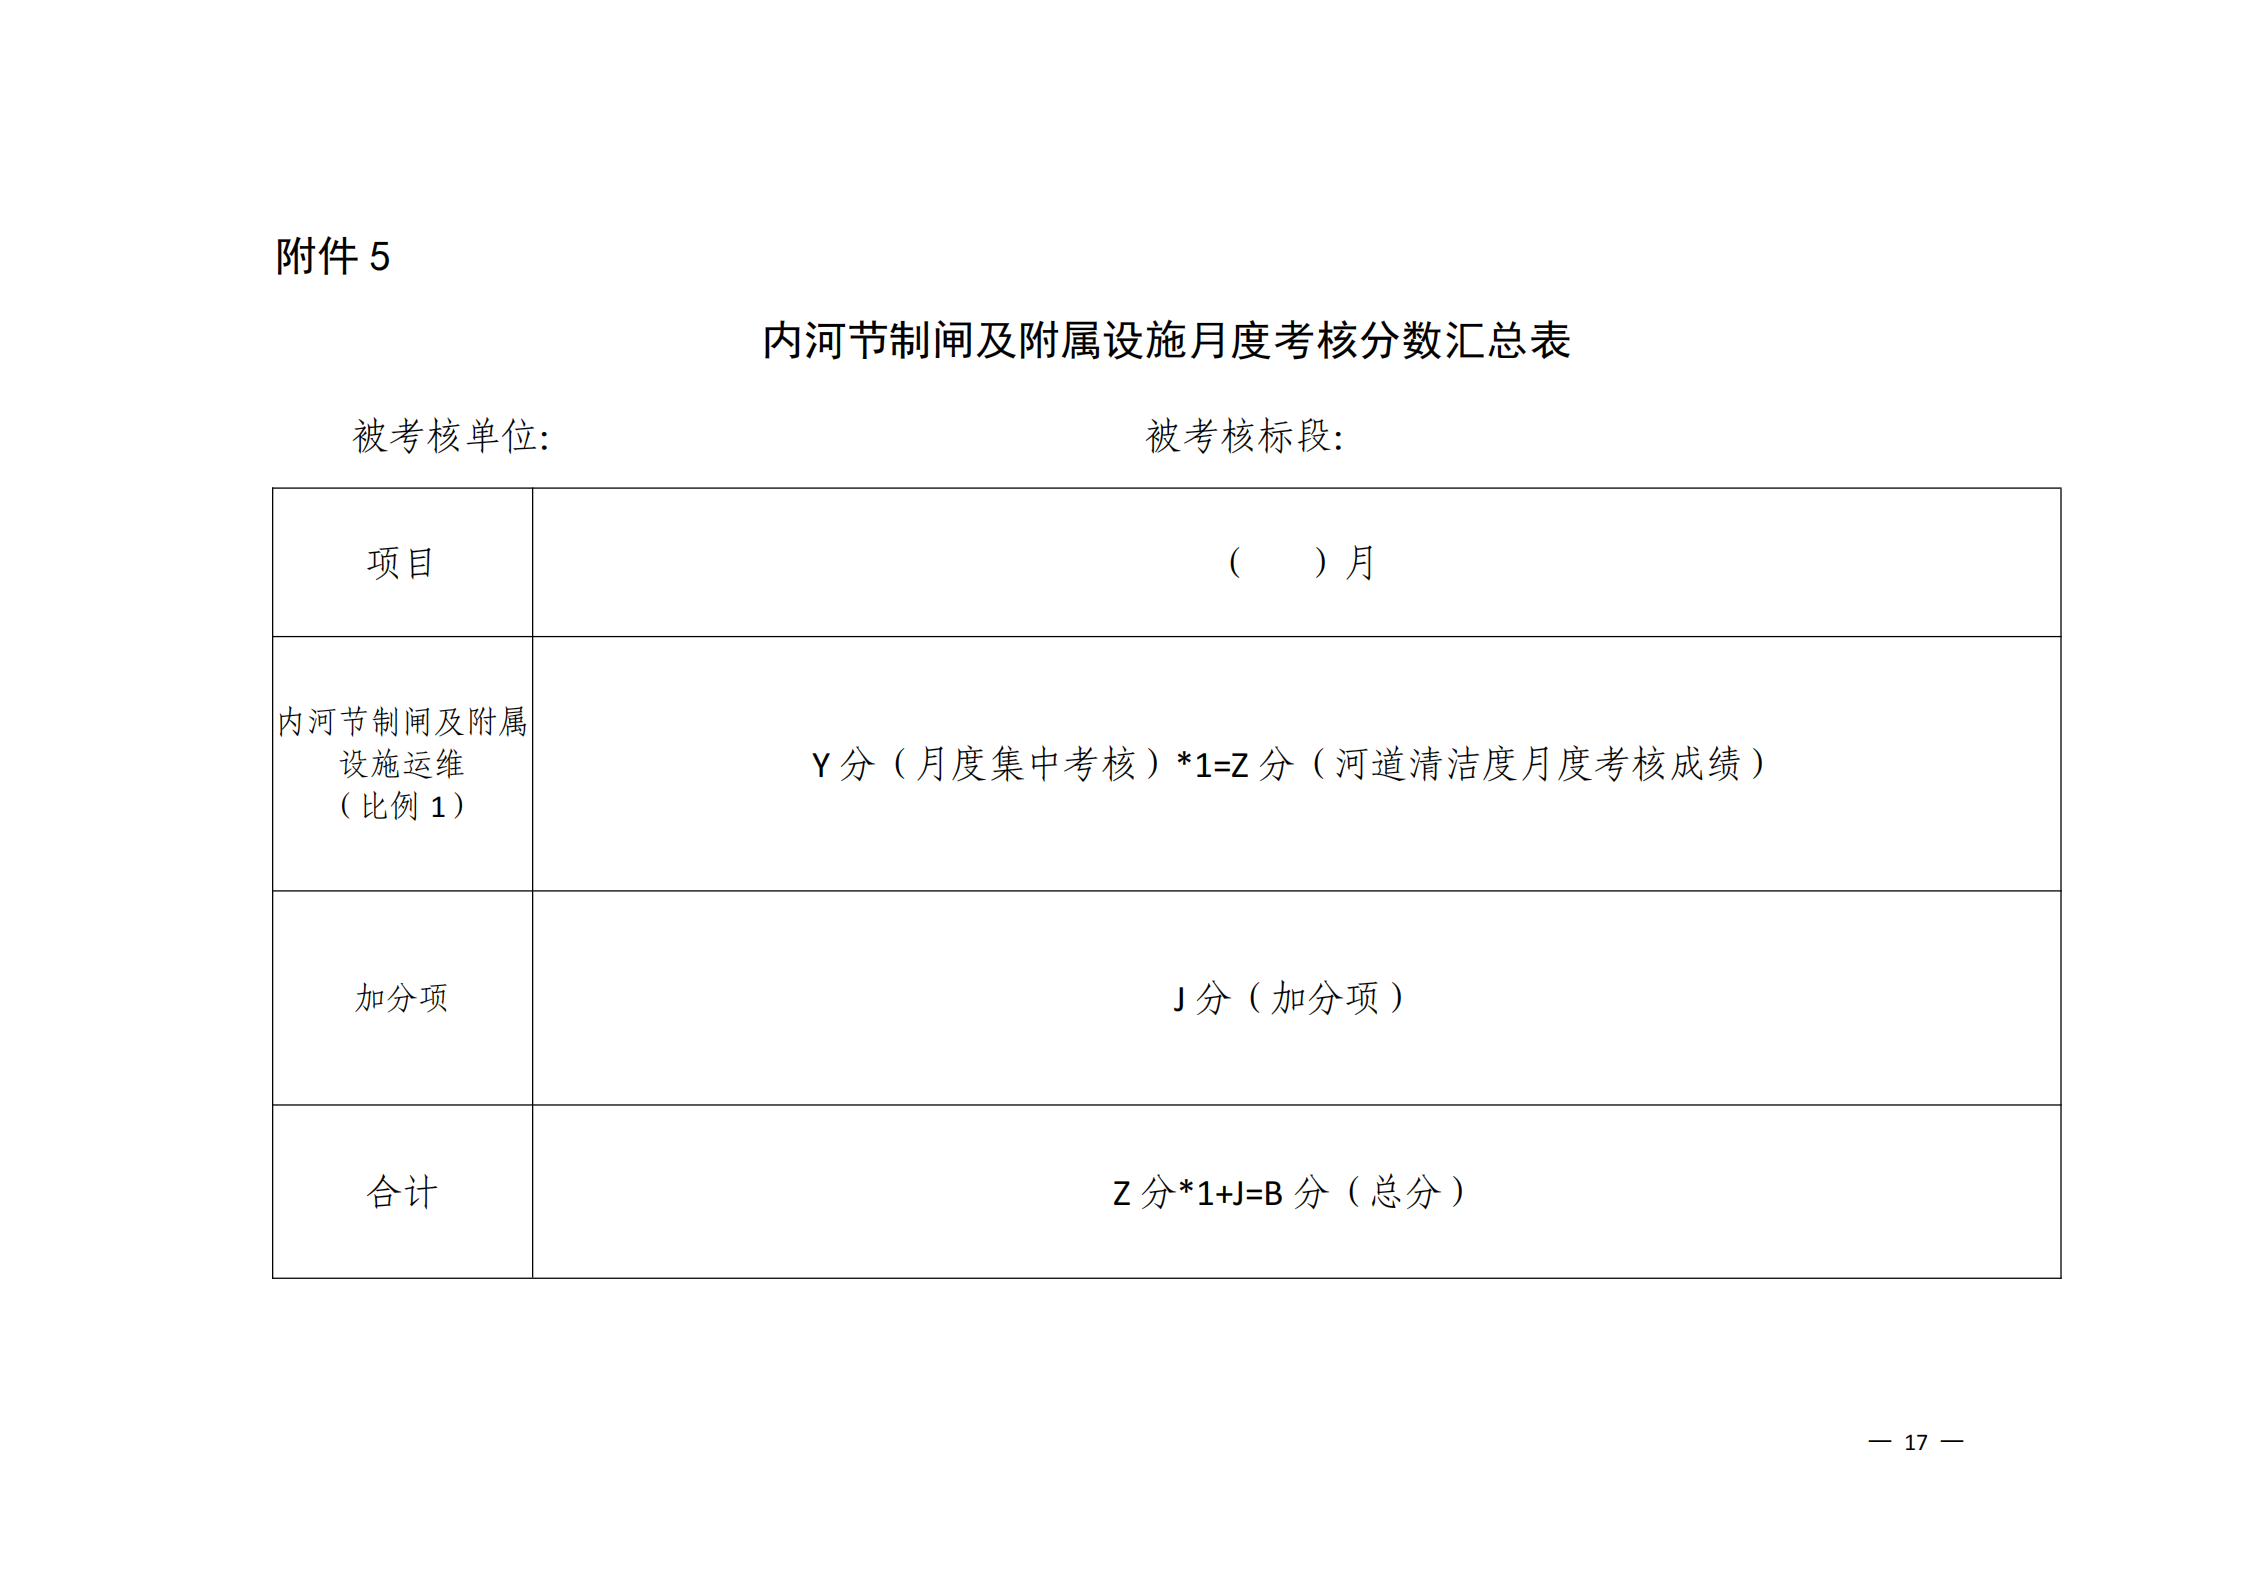 附件 5
内河节制闸及附属设施月度考核分数汇总表
被考核单位: 被考核标段:
项目 （ ）月
内河节制闸及附属
设施运维
（比例 1）
Y 分（月度集中考核）*1=Z 分（河道清洁度月度考核成绩）
加分项 J 分（加分项）
合计 Z 分*1+J=B 分（总分）
— 17 —